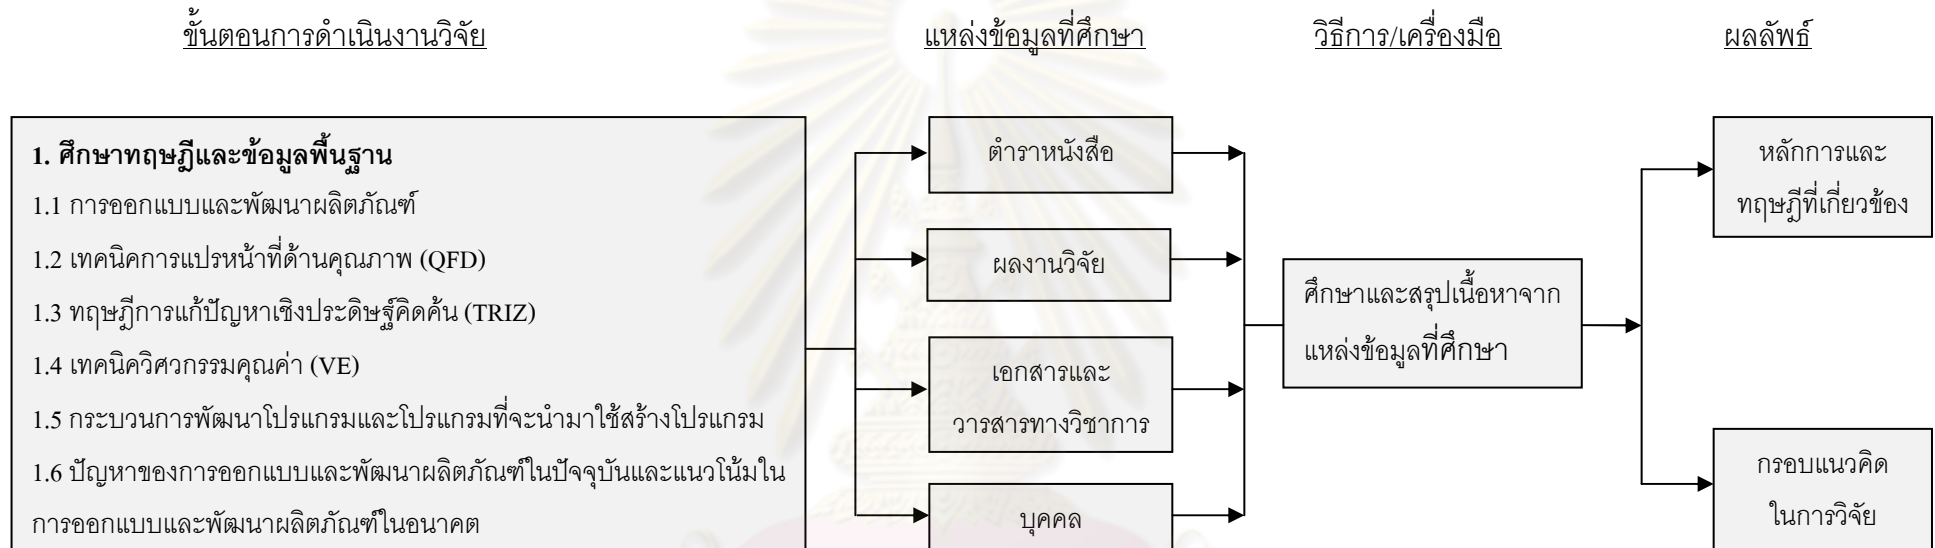 ขั้นตอนการดำเนินงานวิจัย
แหล่งข้อมูลที่ศึกษา
วิธีการ/เครื่องมือ
ผลลัพธ์
1. ศึกษาทฤษฎีและข้อมูลพื้นฐาน
1.1 การออกแบบและพัฒนาผลิตภัณฑ์
1.2 เทคนิคการแปรหน้าที่ด้านคุณภาพ (QFD)
1.3 ทฤษฎีการแก้ปัญหาเชิงประดิษฐ์คิดค้น (TRIZ)
1.4 เทคนิควิศวกรรมคุณค่า (VE)
1.5 กระบวนการพัฒนาโปรแกรมและโปรแกรมที่จะนำมาใช้สร้างโปรแกรม
1.6 ปัญหาของการออกแบบและพัฒนาผลิตภัณฑ์ในปัจจุบันและแนวโน้มใน
การออกแบบและพัฒนาผลิตภัณฑ์ในอนาคต
ตำราหนังสือ
ผลงานวิจัย
เอกสารและ
วารสารทางวิชาการ
บุคคล
ศึกษาและสรุปเนื้อหาจาก
แหล่งข้อมูลที่ศึกษา
หลักการและ
ทฤษฎีที่เกี่ยวข้อง
กรอบแนวคิด
ในการวิจัย